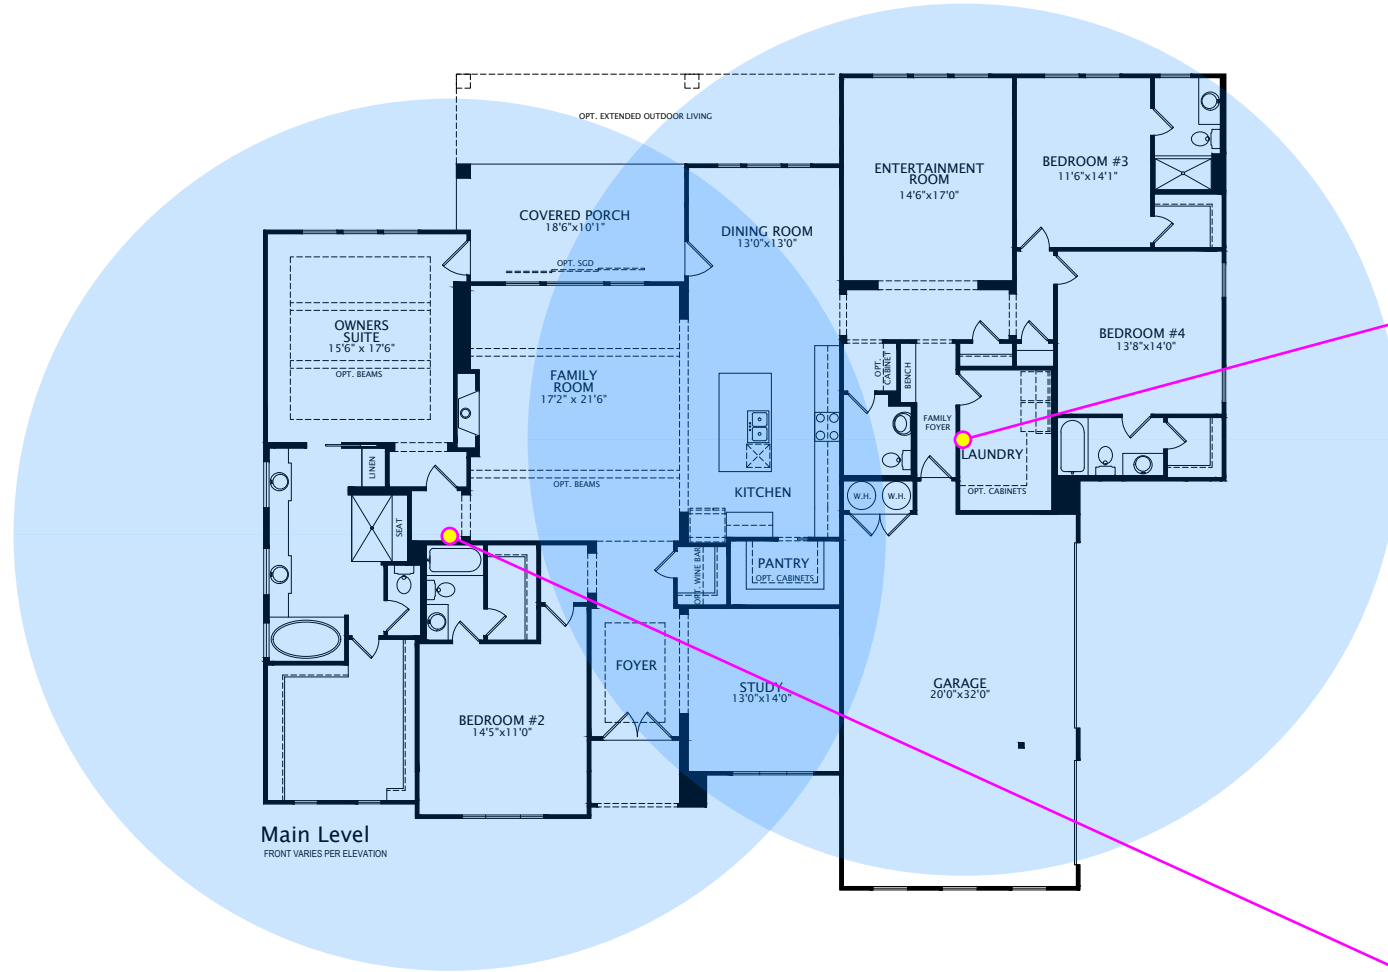 OPT. EXTENDED OUTDOOR LIVING
ENTERTAINMENT
ROOM
14'6"x17'0"
BEDROOM #3
11'6"x14'1"
COVERED PORCH
18'6"x10'1"
OPT. SGD
DINING ROOM
13'0"x13'0"
OWNERS
SUITE
15'6" x 17'6"
OPT. BEAMS
BEDROOM #4
13'8"x14'0"
FAMILY
ROOM
17'2" x 21'6"
OPT. BEAMS
OPT.
CABINET
BENCH
FAMILY
FOYER
LAUNDRY
OPT. CABINETS
LINEN
SEAT
KITCHEN
W.H.
W.H.
PANTRY
OPT. CABINETS
OPT. WINE BAR
FOYER
STUDY
13'0"x14'0"
GARAGE
20'0"x32'0"
BEDROOM #2
14'5"x11'0"
Main Level
FRONT VARIES PER ELEVATION